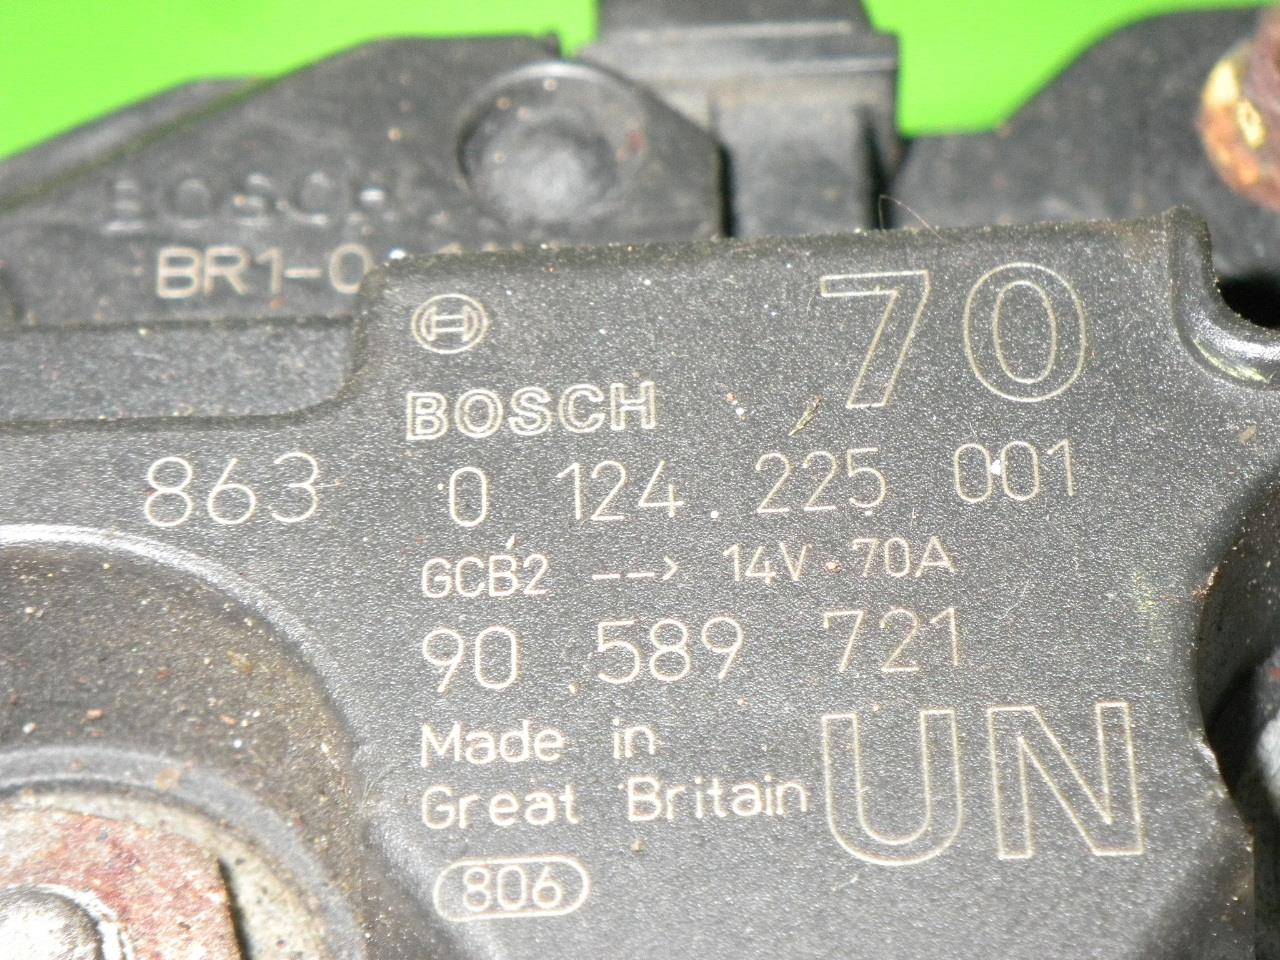 BOSCH
BR1-0
70
BOSCH
863
0 124 . 225 001
GCB2 --> 14V 70A
90 589 721
Made in
Great Britain
UN
806